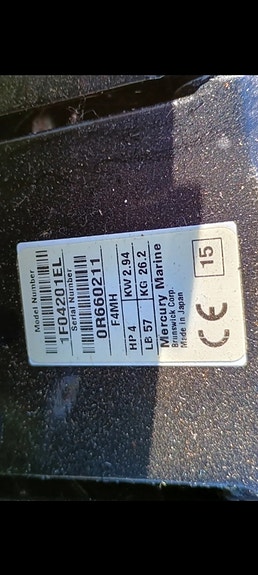 Model Number
1F04201EL
Serial Number
0R660211
F4MH
HP 4 KW 2.94
LB 57 KG 26.2
Mercury Marine
Brunswick Corp.
Made in Japan
CE 15